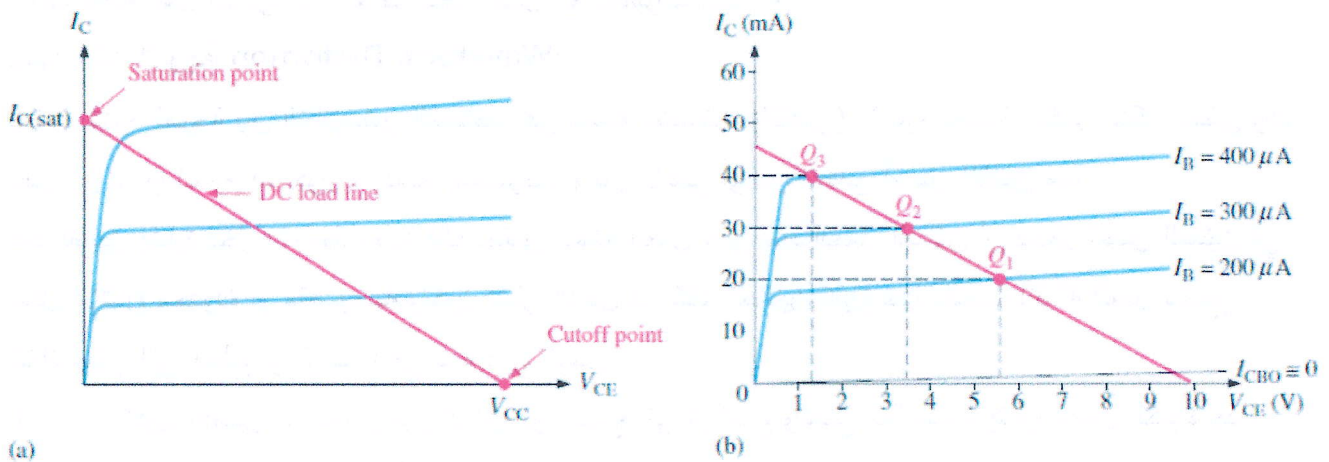 I_C
Saturation point
I_C(sat)
DC load line
Cutoff point
V_CE
V_CC
(a)
I_C (mA)
60
50
40
30
20
10
0
Q_3
Q_2
Q_1
I_B = 400 μA
I_B = 300 μA
I_B = 200 μA
I_CBO = 0
1 2 3 4 5 6 7 8 9 10 V_CE (V)
(b)